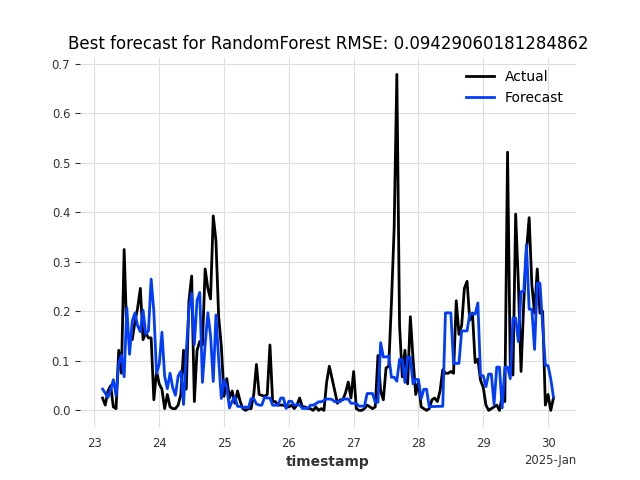 Best forecast for RandomForest RMSE: 0.09429060181284862
0.7
0.6
0.5
0.4
0.3
0.2
0.1
0.0
Actual
Forecast
23 24 25 26 27 28 29 30
timestamp
2025-Jan